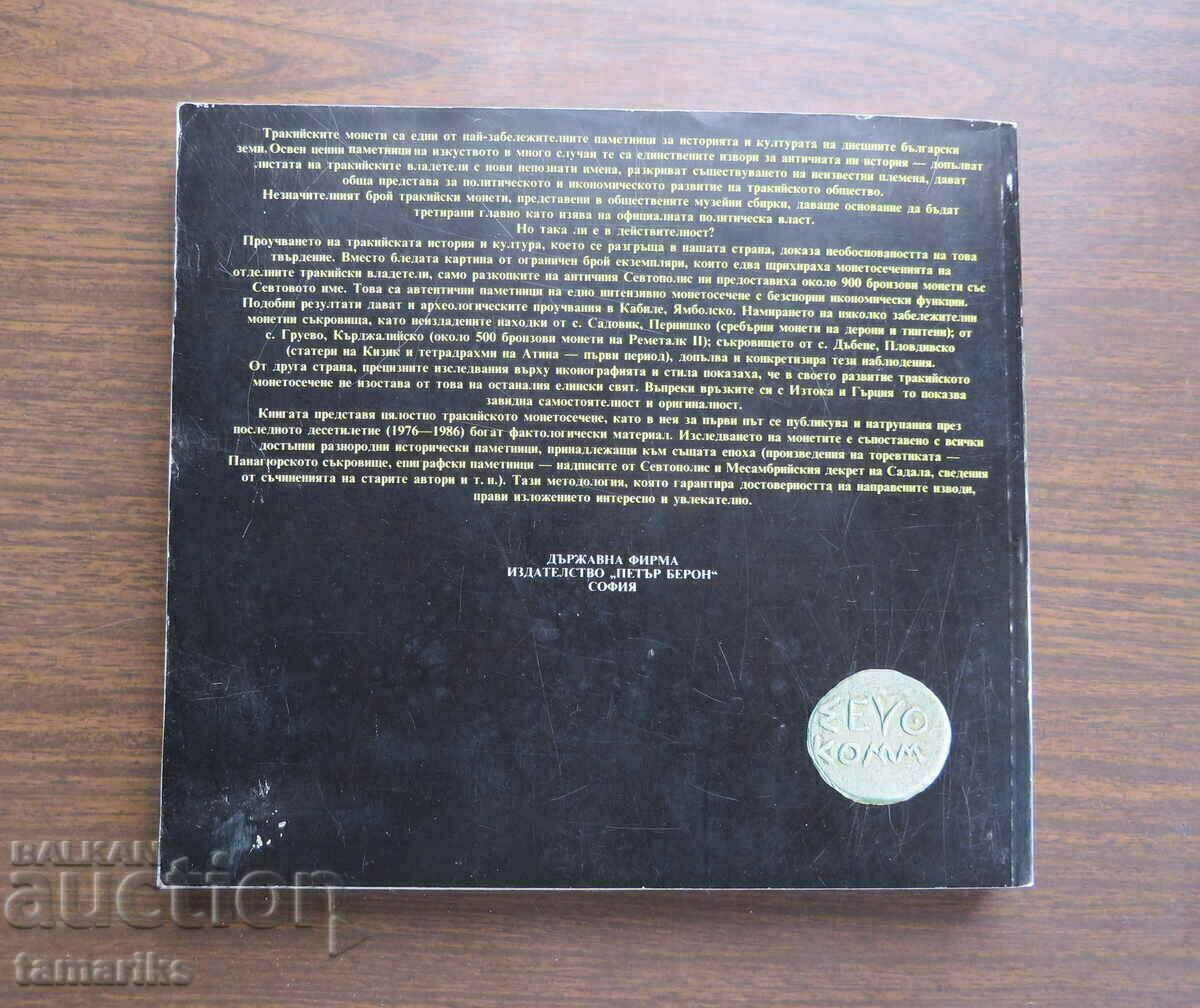 Тракийските монети са едни от най-забележителните паметници за историята и културата на днешните български
земи. Освен ценни паметници на изкуството в много случаи те са единствените извори за античната ни история — допълват
листата на тракийските владетели с нови непознати имена, разкриват съществуването на неизвестни племена, дават
обща представа за политическото и икономическото развитие на тракийското общество.
Незначителният брой тракийски монети, представени в обществените музейни сбирки, даваше основание да бъдат
третирани главно като изява на официалната политическа власт.
Но така ли е в действителност?
Проучването на тракийската история и култура, което се разгръща в нашата страна, доказа необосноваността на това
твърдение. Вместо бледата картина от ограничен брой екземпляри, които едва щрихираха монетосеченията на
отделните тракийски владетели, само разкопките на античния Севтополис ни предоставиха около 900 бронзови монети със
Севтовото име. Това са автентични паметници на едно интензивно монетосечене с безспорни икономически функции.
Подобни резултати дават и археологическите проучвания в Кабиле, Ямболско. Намирането на няколко забележителни
монетни съкровища, като неиздадените находки от с. Садовик, Пернишко (сребърни монети на дерони и тинтени); от
с. Груево, Кърджалийско (около 500 бронзови монети на Реметалк II); съкровището от с. Дъбене, Пловдивско
(статери на Кизик и тетрадрахми на Атина — първи период), допълва и конкретизира тези наблюдения.
От друга страна, прецизните изследвания върху иконографията и стила показаха, че в своето развитие тракийското
монетосечене не изостава от това на останалия елински свят. Въпреки връзките си с Изтока и Гърция то показва
завидна самостоятелност и оригиналност.
Книгата представя цялостно тракийското монетосечене, като в нея за първи път се публикува и натрупания през
последното десетилетие (1976—1986) богат фактологически материал. Изследването на монетите е съпоставено с всички
достъпни разнородни исторически паметници, принадлежащи към същата епоха (произведения на торевтиката —
Панагюрското съкровище, епиграфски паметници — надписите от Севтополис и Месамбрийския декрет на Садала, сведения
от съчиненията на старите автори и т. н.). Тази методология, която гарантира достоверността на направените изводи,
прави изложението интересно и увлекателно.
ДЪРЖАВНА ФИРМА
ИЗДАТЕЛСТВО „ПЕТЪР БЕРОН“
СОФИЯ
ΣΕΥΘ
ΚΟΜΜ
BALKAN
auction
tamariks